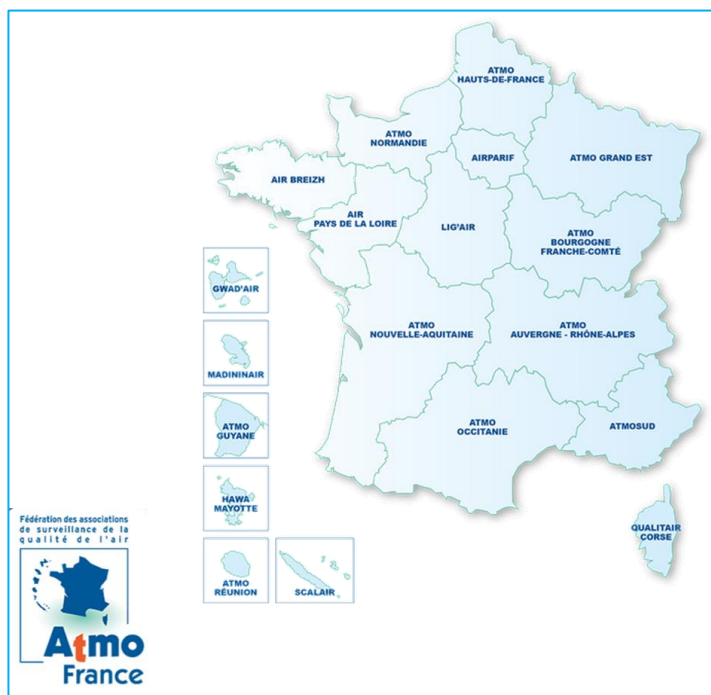 ATMO
HAUTS-DE-FRANCE
ATMO
NORMANDIE
AIRPARIF
ATMO GRAND EST
AIR BREIZH
AIR
PAYS DE LA LOIRE
LIG'AIR
ATMO
BOURGOGNE
FRANCHE-COMTÉ
GWAD'AIR
ATMO
NOUVELLE-AQUITAINE
ATMO
AUVERGNE - RHÔNE-ALPES
MADININAIR
ATMO
GUYANE
ATMO
OCCITANIE
ATMOSUD
HAWA
MAYOTTE
QUALITAIR
CORSE
ATMO
RÉUNION
SCALAIR
Fédération des associations
de surveillance de la
qualité de l'air
Atmo
France